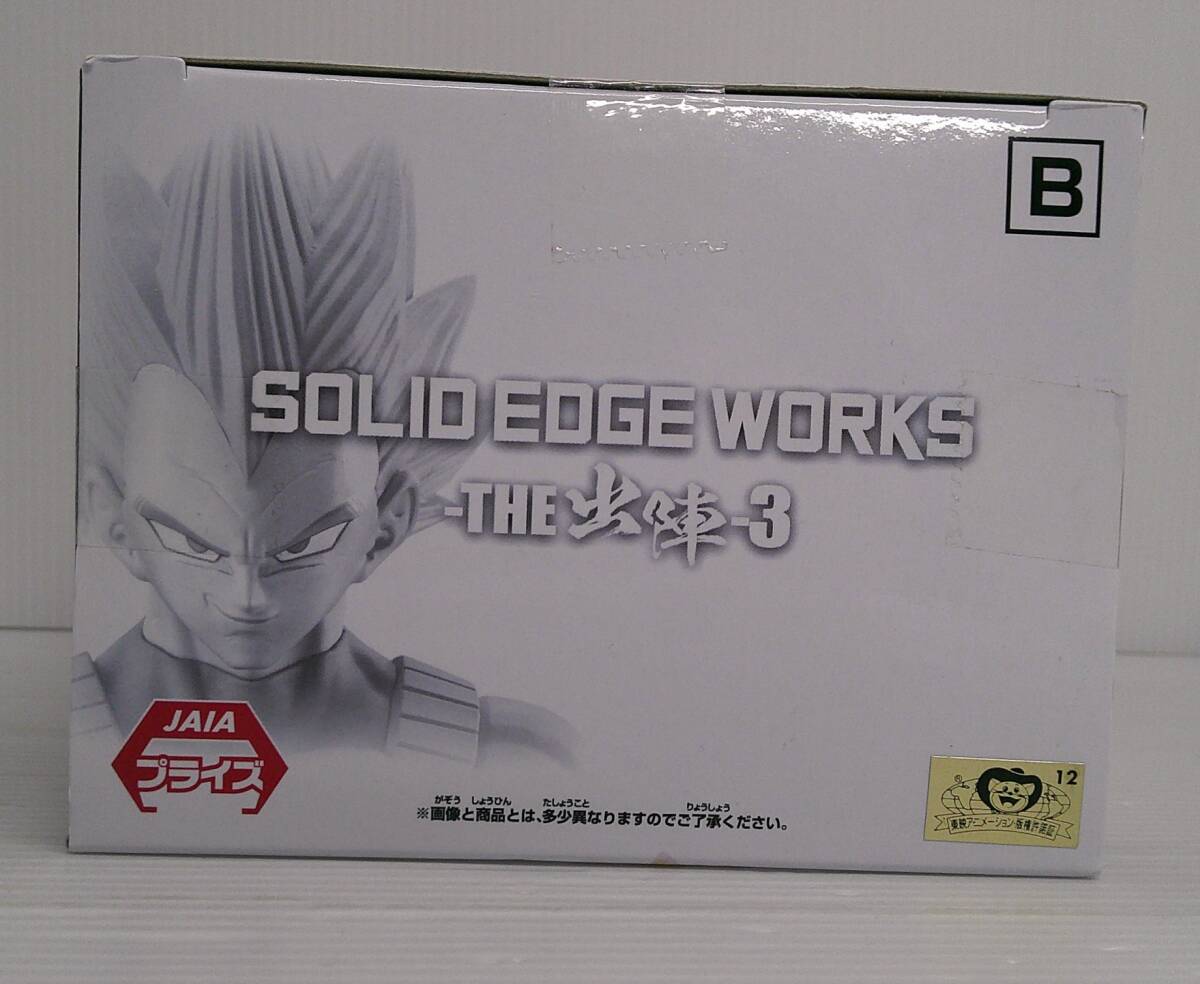 B
SOLID EDGE WORKS
-THE 出陣-3
JAIA
プライズ
がぞう しょうひん たしょうこと りょうしょう
※画像と商品とは、多少異なりますのでご了承ください。
® 12
東映アニメーション・版権許諾証